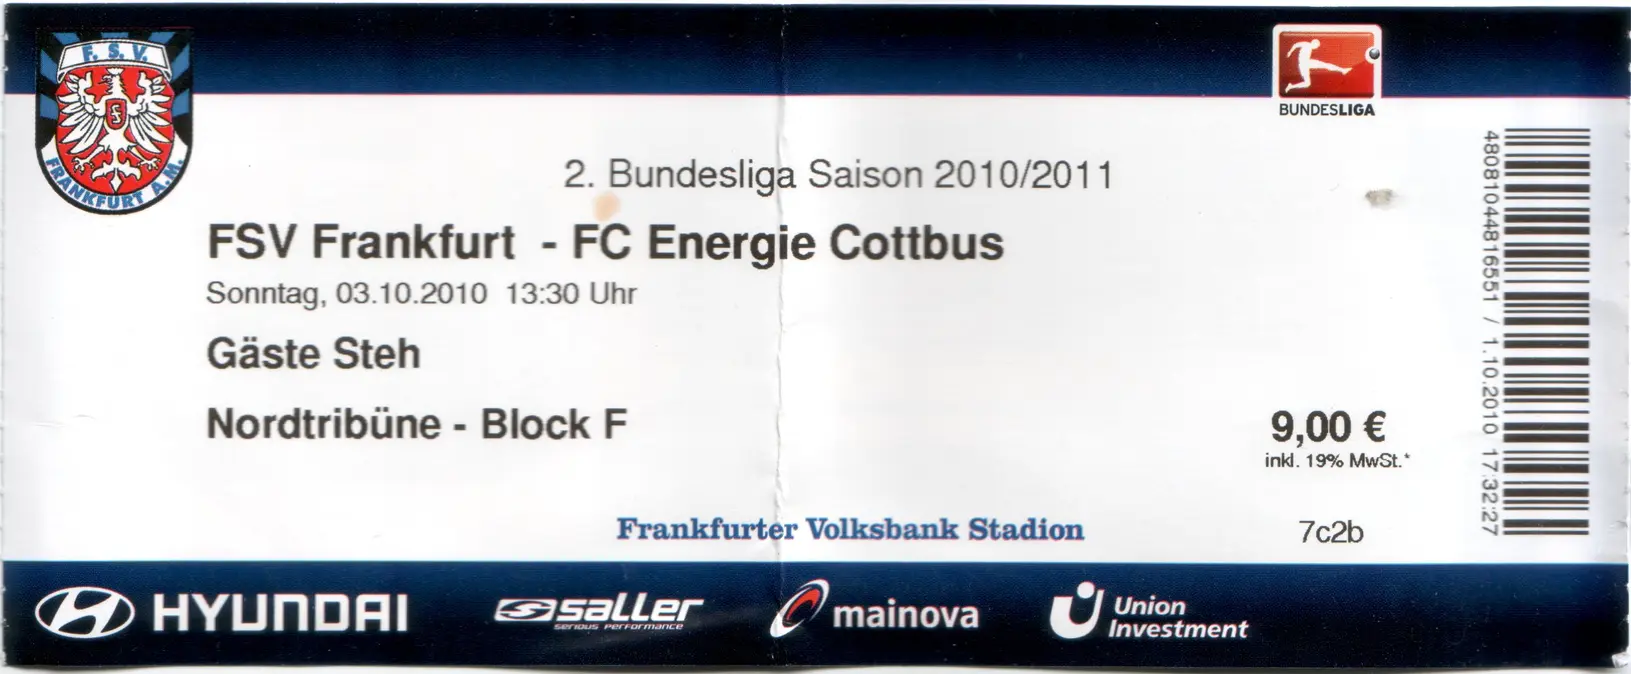 F.S.V.
FRANKFURT A.M.
BUNDESLIGA
2. Bundesliga Saison 2010/2011
FSV Frankfurt - FC Energie Cottbus
Sonntag, 03.10.2010 13:30 Uhr
Gäste Steh
Nordtribüne - Block F
9,00 €
inkl. 19% MwSt.*
Frankfurter Volksbank Stadion
7c2b
48081044816551 / 1.10.2010 17:32:27
HYUNDAI
saller
SERIOUS PERFORMANCE
mainova
Union
Investment